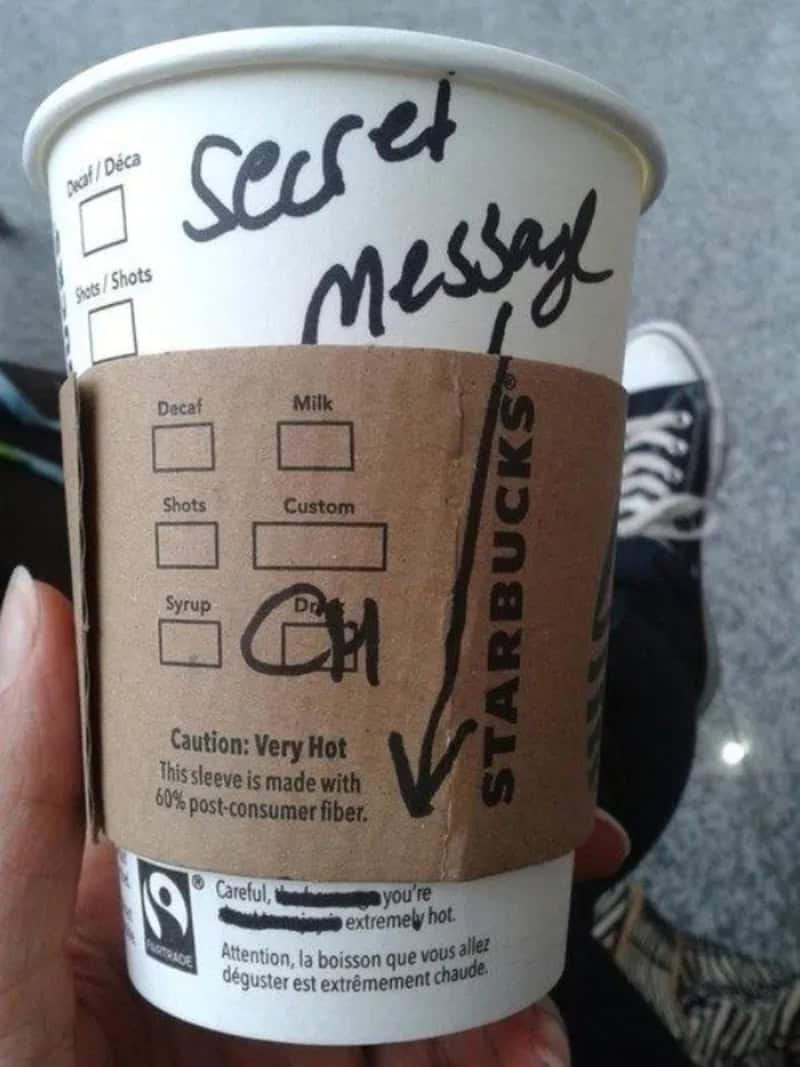 Decaf / Déca
Secret
Shots / Shots
Message
Decaf Milk
Shots Custom
Syrup
CH
STARBUCKS®
Caution: Very Hot
This sleeve is made with
60% post-consumer fiber.
FAIRTRADE ®
Careful, you're
extremely hot.
Attention, la boisson que vous allez
déguster est extrêmement chaude.